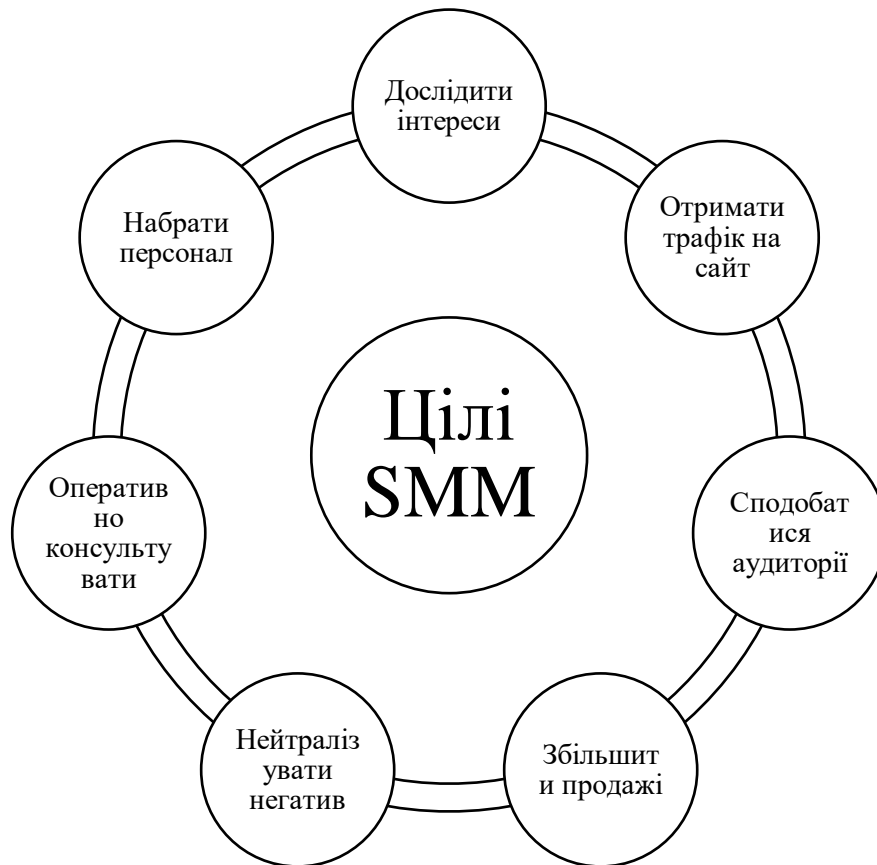 Дослідити
інтереси
Отримати
трафік на
сайт
Сподобат
ися
аудиторії
Збільшит
и продажі
Нейтраліз
увати
негатив
Оператив
но
консульту
вати
Набрати
персонал
Цілі
SMM